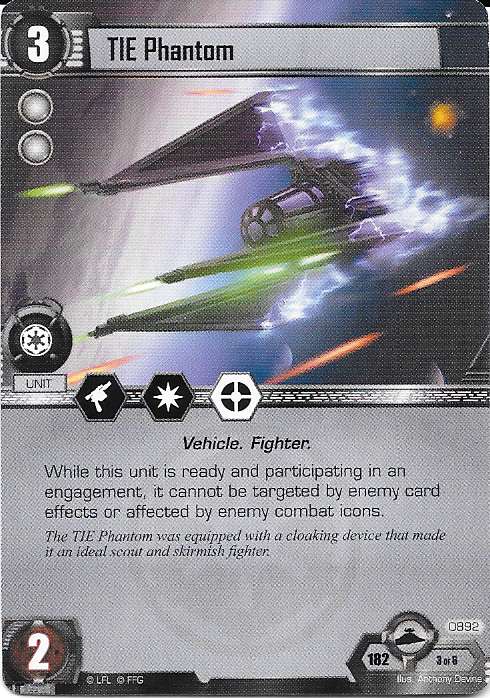 3
TIE Phantom
UNIT
Vehicle. Fighter.
While this unit is ready and participating in an
engagement, it cannot be targeted by enemy card
effects or affected by enemy combat icons.
The TIE Phantom was equipped with a cloaking device that made
it an ideal scout and skirmish fighter.
2
0892
182
3 OF 6
© LFL © FFG
Illus. Anthony Devine